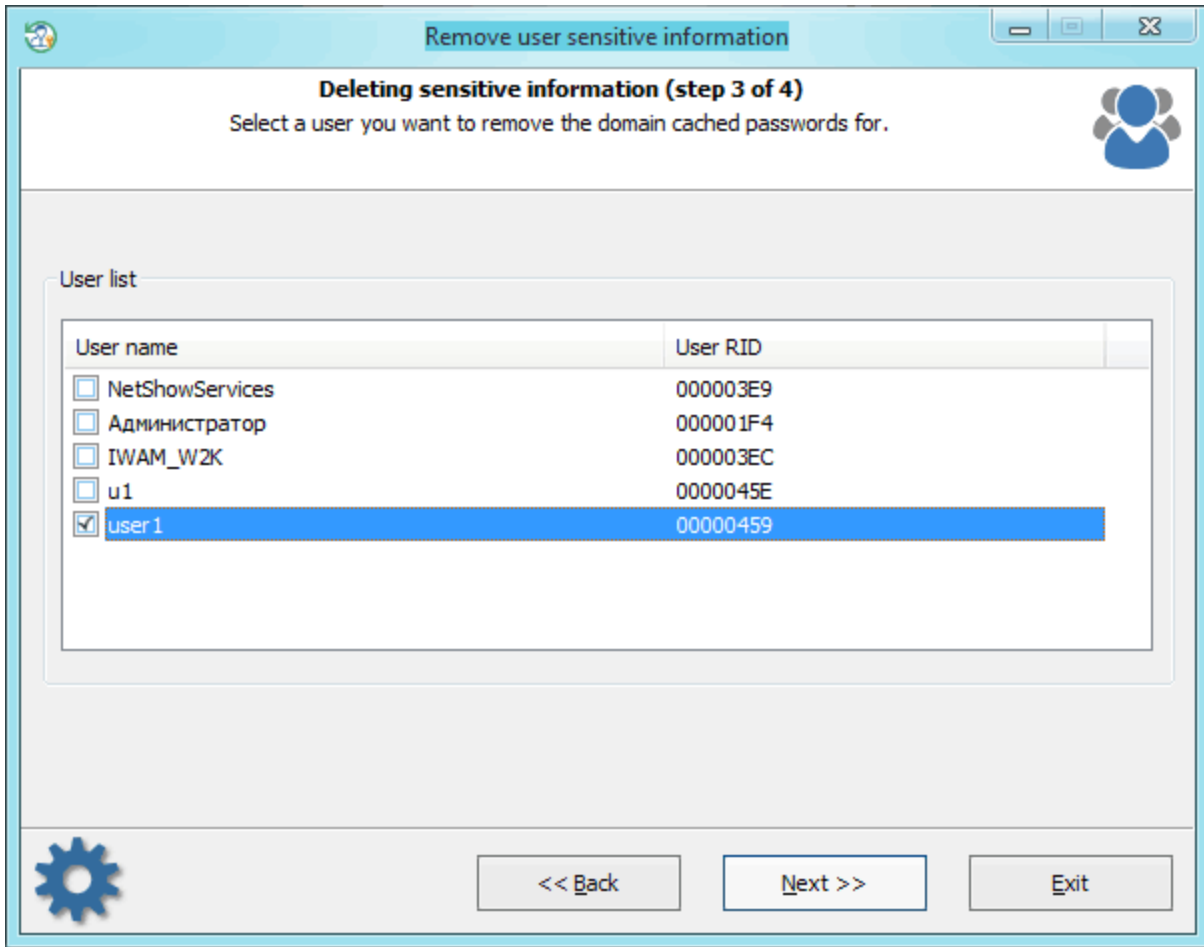 Remove user sensitive information
Deleting sensitive information (step 3 of 4)
Select a user you want to remove the domain cached passwords for.
User list
User name User RID
NetShowServices 000003E9
Администратор 000001F4
IWAM_W2K 000003EC
u1 0000045E
user1 00000459
<< Back Next >> Exit